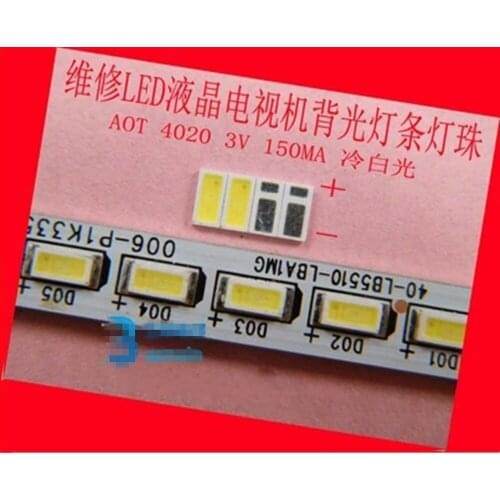 维修LED液晶电视机背光灯条灯珠
AOT 4020 3V 150MA 冷白光
+
−
40-LB5510-LBA1MG
006-P1K335
D01
+
D02
+
D03
+
D04
+
D05
3